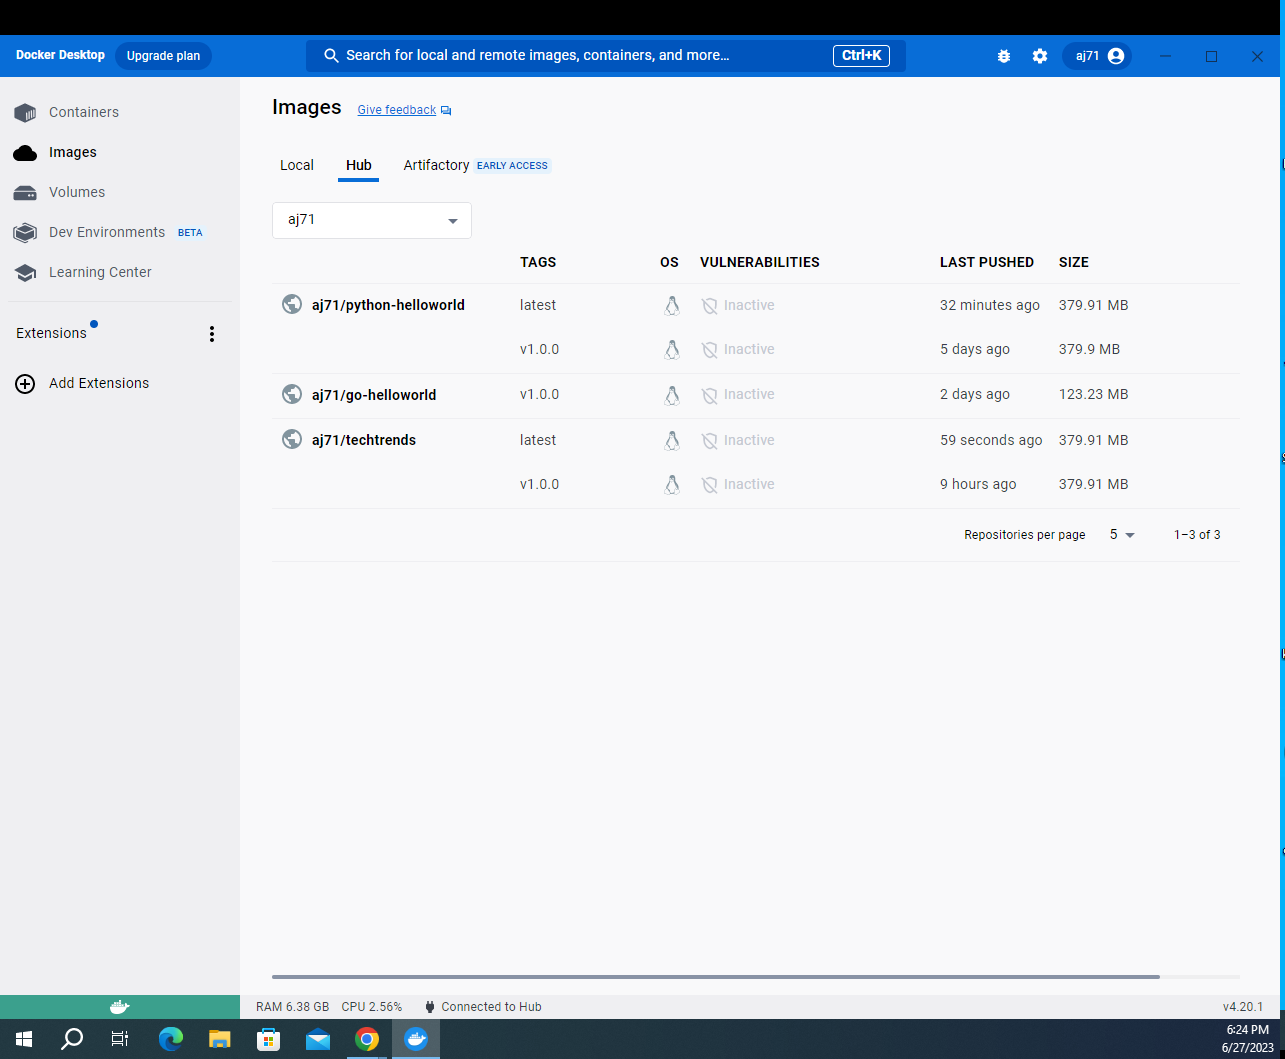 Docker Desktop Upgrade plan Search for local and remote images, containers, and more... Ctrl+K aj71
Containers
Images
Volumes
Dev Environments BETA
Learning Center
Extensions
Add Extensions
Images Give feedback
Local Hub Artifactory EARLY ACCESS
aj71
TAGS OS VULNERABILITIES LAST PUSHED SIZE
aj71/python-helloworld latest Inactive 32 minutes ago 379.91 MB
v1.0.0 Inactive 5 days ago 379.9 MB
aj71/go-helloworld v1.0.0 Inactive 2 days ago 123.23 MB
aj71/techtrends latest Inactive 59 seconds ago 379.91 MB
v1.0.0 Inactive 9 hours ago 379.91 MB
Repositories per page 5 1–3 of 3
RAM 6.38 GB CPU 2.56% Connected to Hub v4.20.1
6:24 PM
6/27/2023